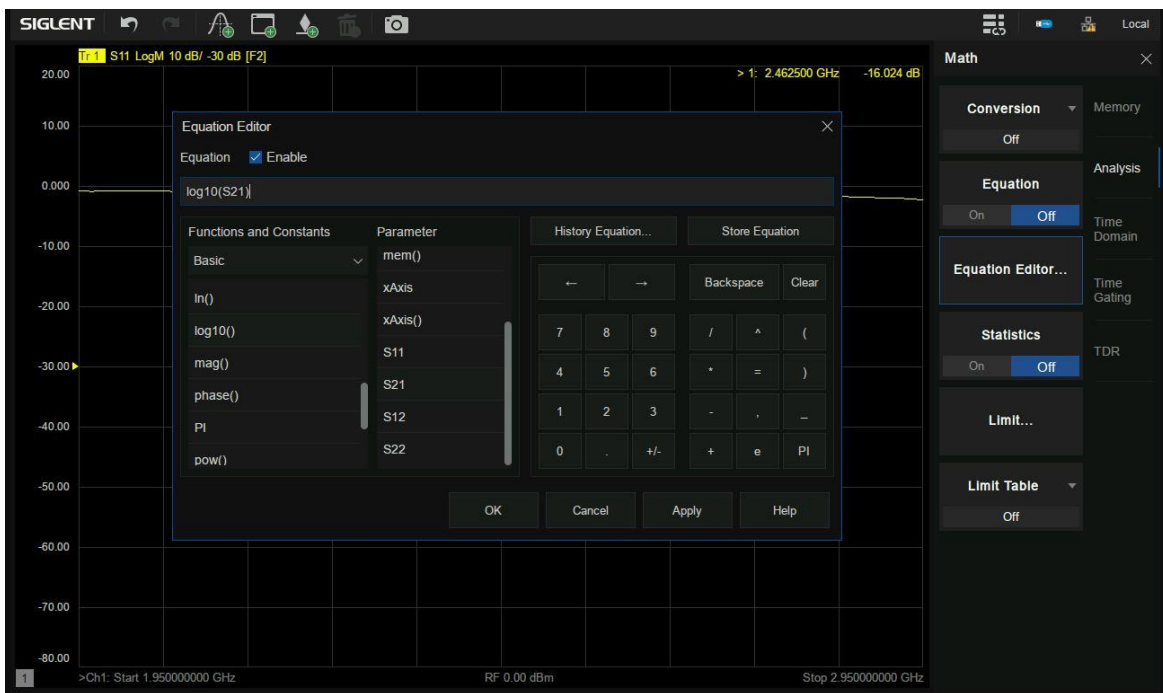 SIGLENT
Local
Tr 1 S11 LogM 10 dB/ -30 dB [F2]
> 1: 2.462500 GHz -16.024 dB
20.00
10.00
0.000
-10.00
-20.00
-30.00
-40.00
-50.00
-60.00
-70.00
-80.00
Equation Editor
Equation Enable
log10(S21)
Functions and Constants
Basic
ln()
log10()
mag()
phase()
PI
pow()
Parameter
mem()
xAxis
xAxis()
S11
S21
S12
S22
History Equation... Store Equation
← → Backspace Clear
7 8 9 / ^ (
4 5 6 * = )
1 2 3 - , _
0 . +/- + e PI
OK Cancel Apply Help
1 >Ch1: Start 1.950000000 GHz RF 0.00 dBm Stop 2.950000000 GHz
Math
Conversion
Off
Equation
On Off
Equation Editor...
Statistics
On Off
Limit...
Limit Table
Off
Memory
Analysis
Time
Domain
Time
Gating
TDR